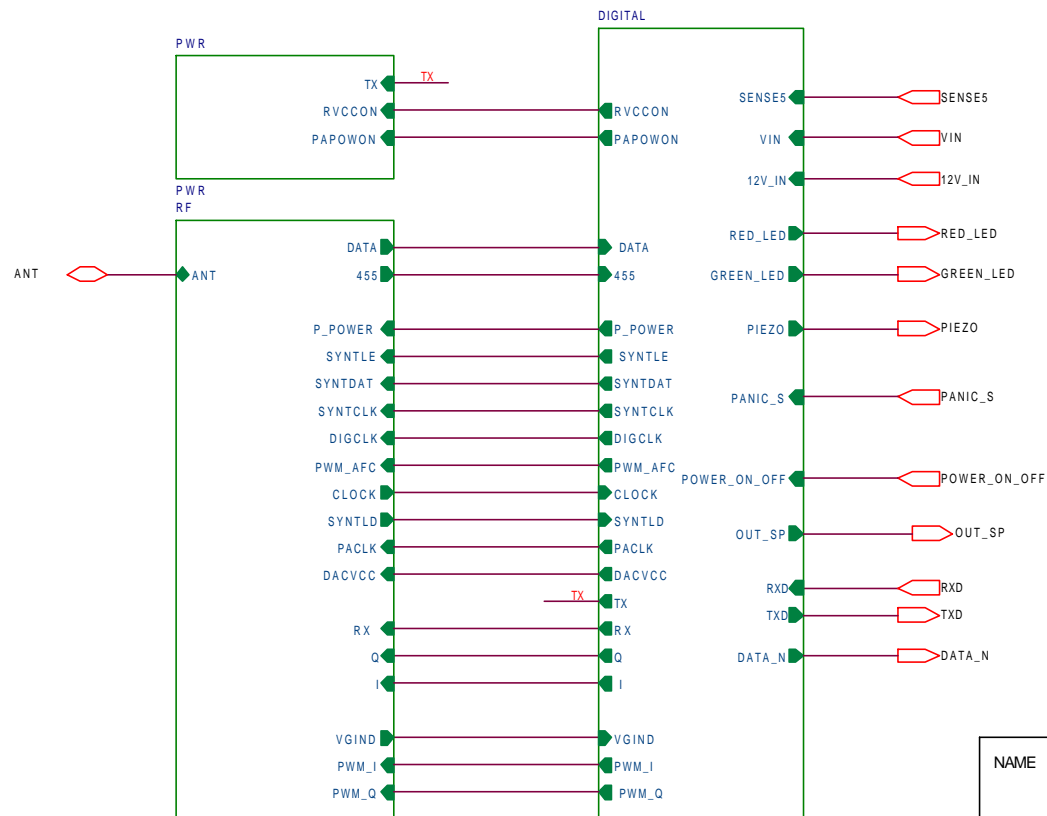 DIGITAL
PWR
TX TX
RVCCON RVCCON
PAPOWON PAPOWON
SENSE5 SENSE5
VIN VIN
12V_IN 12V_IN
PWR
RF
RED_LED RED_LED
DATA DATA
ANT ANT
455 455
GREEN_LED GREEN_LED
P_POWER P_POWER
PIEZO PIEZO
SYNTLE SYNTLE
SYNTDAT SYNTDAT
PANIC_S PANIC_S
SYNTCLK SYNTCLK
DIGCLK DIGCLK
PWM_AFC PWM_AFC
POWER_ON_OFF POWER_ON_OFF
CLOCK CLOCK
SYNTLD SYNTLD
OUT_SP OUT_SP
PACLK PACLK
DACVCC DACVCC
RXD RXD
TX TX
TXD TXD
RX RX
Q Q
DATA_N DATA_N
I I
VGIND VGIND
PWM_I PWM_I
NAME
PWM_Q PWM_Q